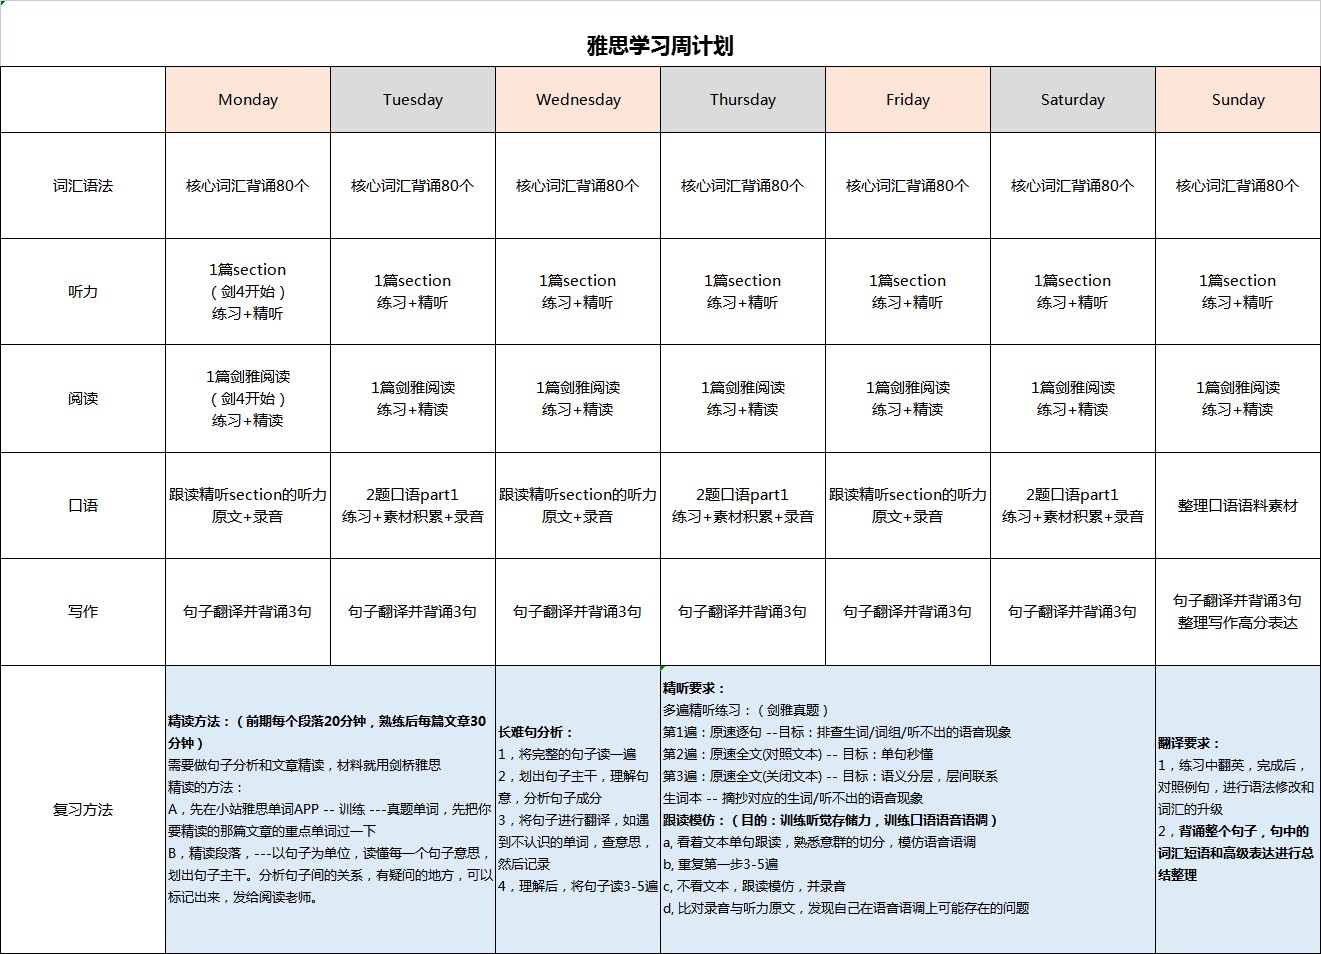 雅思学习周计划
Monday
Tuesday
Wednesday
Thursday
Friday
Saturday
Sunday
词汇语法
核心词汇背诵80个
核心词汇背诵80个
核心词汇背诵80个
核心词汇背诵80个
核心词汇背诵80个
核心词汇背诵80个
核心词汇背诵80个
听力
1篇section
（剑4开始）
练习+精听
1篇section
练习+精听
1篇section
练习+精听
1篇section
练习+精听
1篇section
练习+精听
1篇section
练习+精听
1篇section
练习+精听
阅读
1篇剑雅阅读
（剑4开始）
练习+精读
1篇剑雅阅读
练习+精读
1篇剑雅阅读
练习+精读
1篇剑雅阅读
练习+精读
1篇剑雅阅读
练习+精读
1篇剑雅阅读
练习+精读
1篇剑雅阅读
练习+精读
口语
跟读精听section的听力
原文+录音
2题口语part1
练习+素材积累+录音
跟读精听section的听力
原文+录音
2题口语part1
练习+素材积累+录音
跟读精听section的听力
原文+录音
2题口语part1
练习+素材积累+录音
整理口语语料素材
写作
句子翻译并背诵3句
句子翻译并背诵3句
句子翻译并背诵3句
句子翻译并背诵3句
句子翻译并背诵3句
句子翻译并背诵3句
句子翻译并背诵3句
整理写作高分表达
复习方法
精读方法：（前期每个段落20分钟，熟练后每篇文章30
分钟）
需要做句子分析和文章精读，材料就用剑桥雅思
精读的方法：
A，先在小站雅思单词APP -- 训练 ---真题单词，先把你
要精读的那篇文章的重点单词过一下
B，精读段落，---以句子为单位，读懂每一个句子意思，
划出句子主干。分析句子间的关系，有疑问的地方，可以
标记出来，发给阅读老师。
长难句分析：
1，将完整的句子读一遍
2，划出句子主干，理解句
意，分析句子成分
3，将句子进行翻译，如遇
到不认识的单词，查意思，
然后记录
4，理解后，将句子读3-5遍
精听要求：
多遍精听练习：（剑雅真题）
第1遍：原速逐句 --目标：排查生词/词组/听不出的语音现象
第2遍：原速全文(对照文本) -- 目标：单句秒懂
第3遍：原速全文(关闭文本) -- 目标：语义分层，层间联系
生词本 -- 摘抄对应的生词/听不出的语音现象
跟读模仿：（目的：训练听觉存储力，训练口语语音语调）
a, 看着文本单句跟读，熟悉意群的切分，模仿语音语调
b, 重复第一步3-5遍
c, 不看文本，跟读模仿，并录音
d, 比对录音与听力原文，发现自己在语音语调上可能存在的问题
翻译要求：
1，练习中翻英，完成后，
对照例句，进行语法修改和
词汇的升级
2，背诵整个句子，句中的
词汇短语和高级表达进行总
结整理